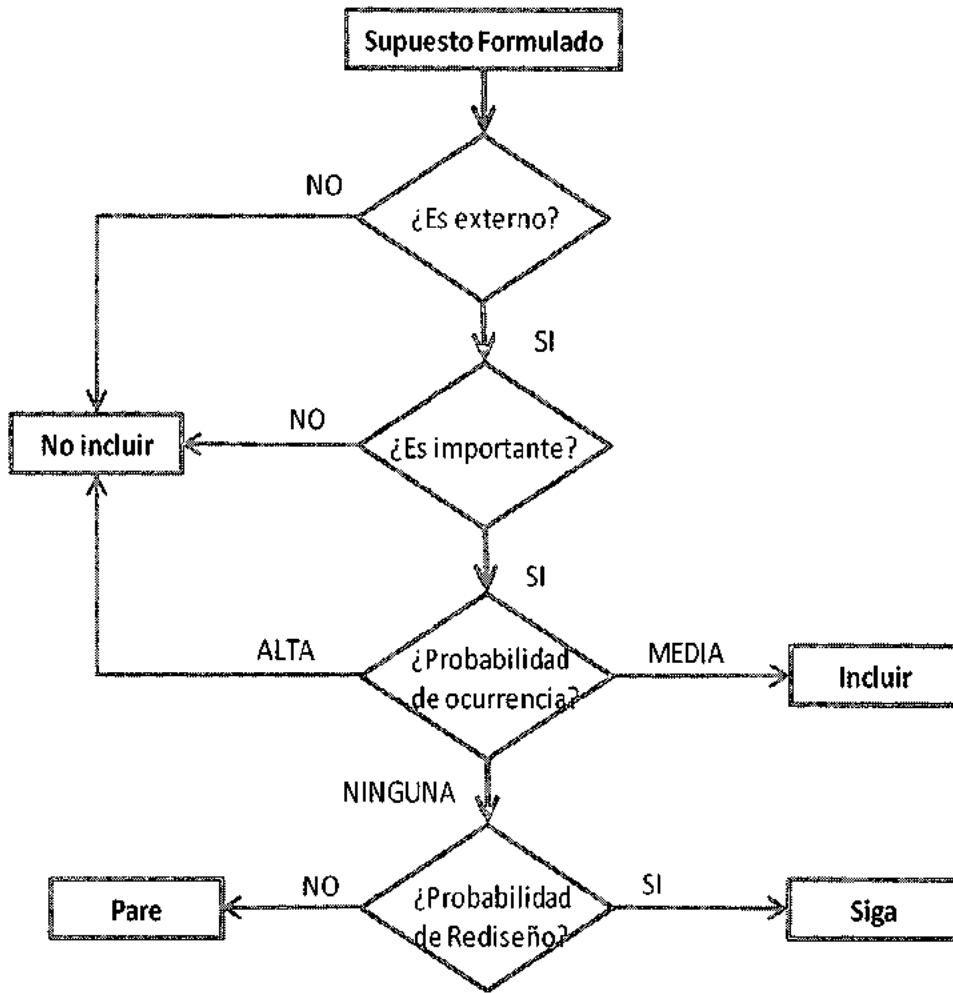 Supuesto Formulado
NO
¿Es externo?
SI
No incluir
NO
¿Es importante?
SI
ALTA
¿Probabilidad
de ocurrencia?
MEDIA
Incluir
NINGUNA
Pare
NO
¿Probabilidad
de Rediseño?
SI
Siga